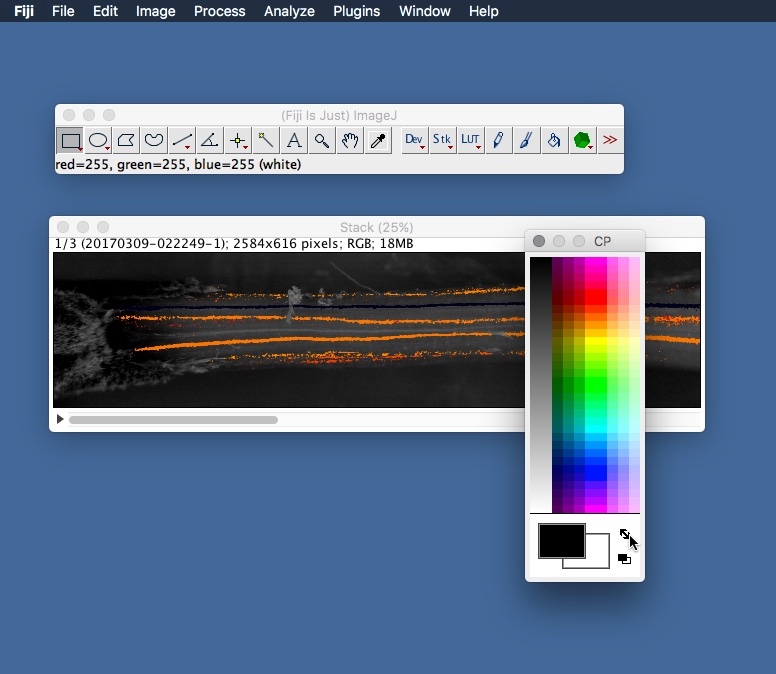 Fiji File Edit Image Process Analyze Plugins Window Help
(Fiji Is Just) ImageJ
A Dev Stk LUT >>
red=255, green=255, blue=255 (white)
Stack (25%)
1/3 (20170309-022249-1); 2584x616 pixels; RGB; 18MB
CP